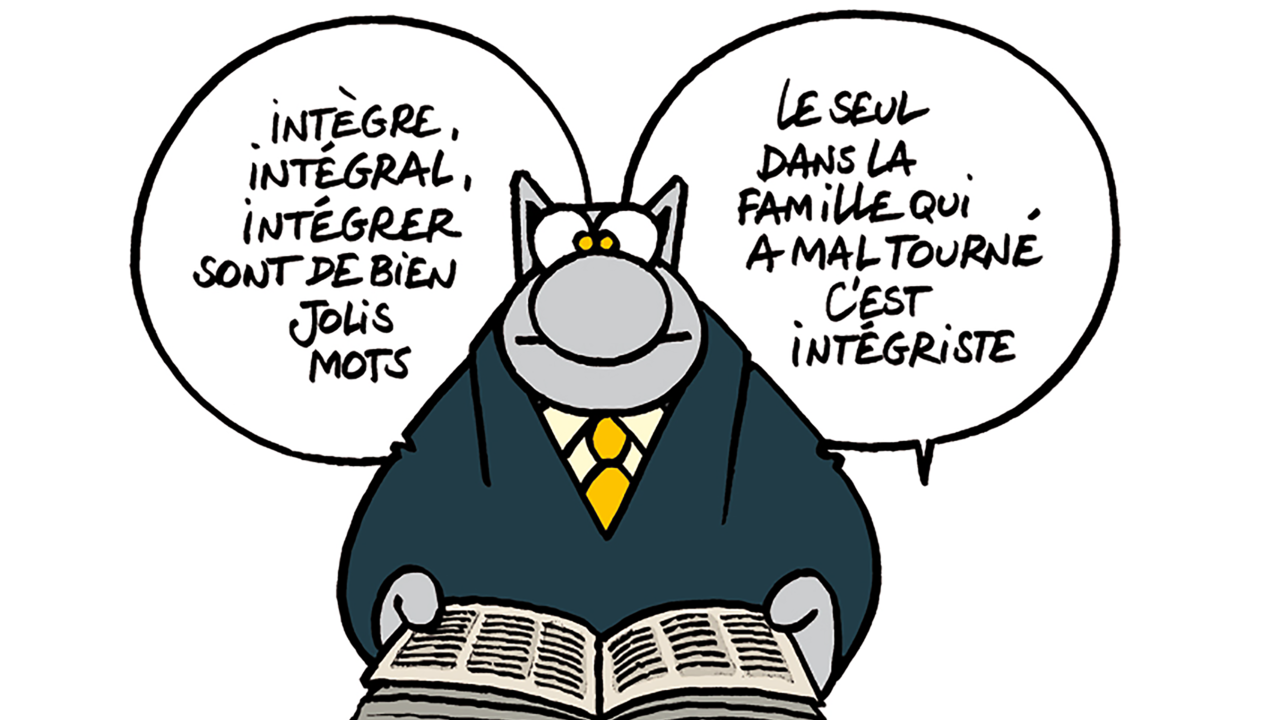 INTÈGRE,
INTÉGRAL,
INTÉGRER
SONT DE BIEN
JOLIS
MOTS
LE SEUL
DANS LA
FAMILLE QUI
A MAL TOURNÉ
C'EST
INTÉGRISTE